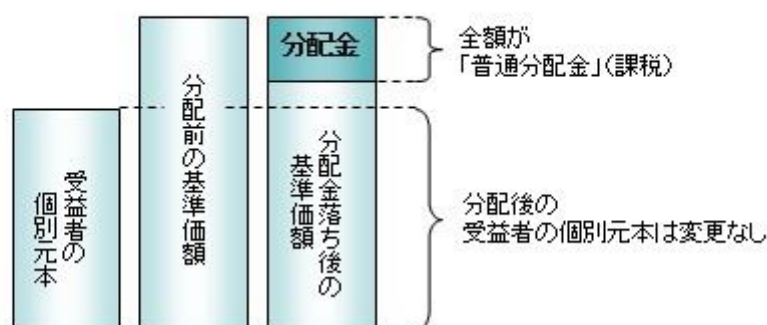 受益者の
個別元本
分配前の基準価額
分配金
分配金落ち後の
基準価額
全額が
「普通分配金」(課税)
分配後の
受益者の個別元本は変更なし